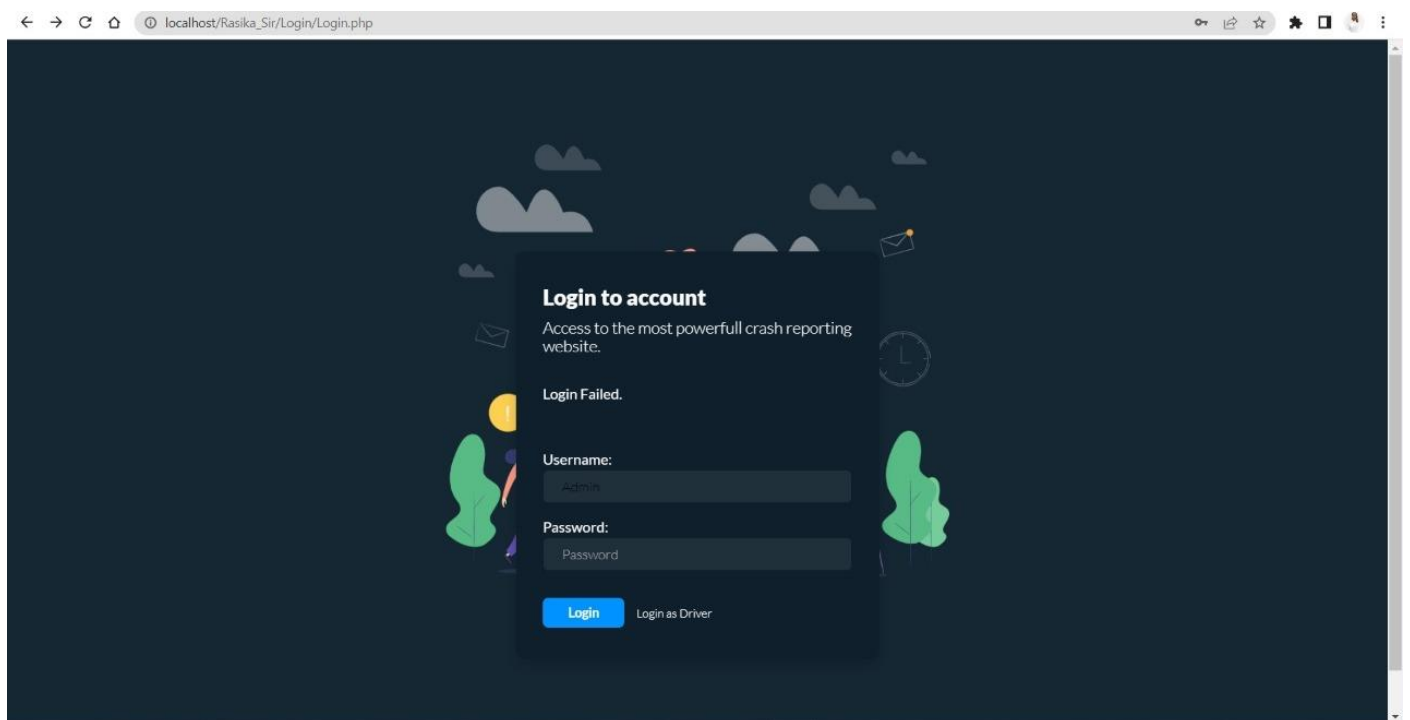 localhost/Rasika_Sir/Login/Login.php
Login to account
Access to the most powerfull crash reporting
website.
Login Failed.
Username:
Admin
Password:
Password
Login Login as Driver